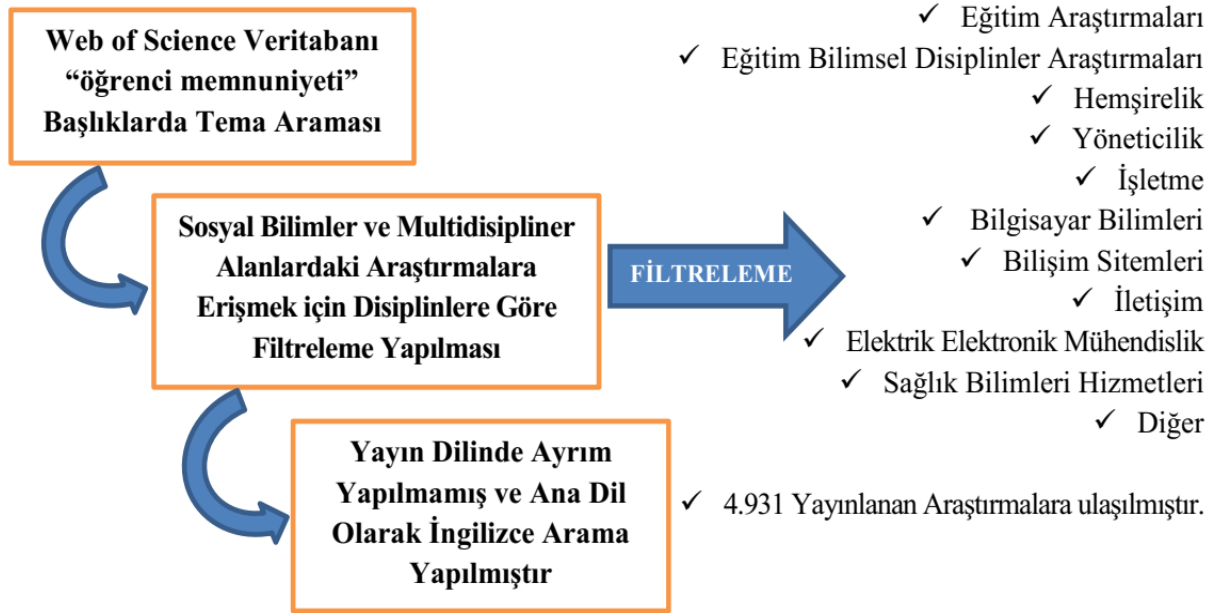 Web of Science Veritabanı
“öğrenci memnuniyeti”
Başlıklarda Tema Araması
Sosyal Bilimler ve Multidisipliner
Alanlardaki Araştırmalara
Erişmek için Disiplinlere Göre
Filtreleme Yapılması
FİLTRELEME
✓ Eğitim Araştırmaları
✓ Eğitim Bilimsel Disiplinler Araştırmaları
✓ Hemşirelik
✓ Yöneticilik
✓ İşletme
✓ Bilgisayar Bilimleri
✓ Bilişim Sitemleri
✓ İletişim
✓ Elektrik Elektronik Mühendislik
✓ Sağlık Bilimleri Hizmetleri
✓ Diğer
Yayın Dilinde Ayrım
Yapılmamış ve Ana Dil
Olarak İngilizce Arama
Yapılmıştır
✓ 4.931 Yayınlanan Araştırmalara ulaşılmıştır.